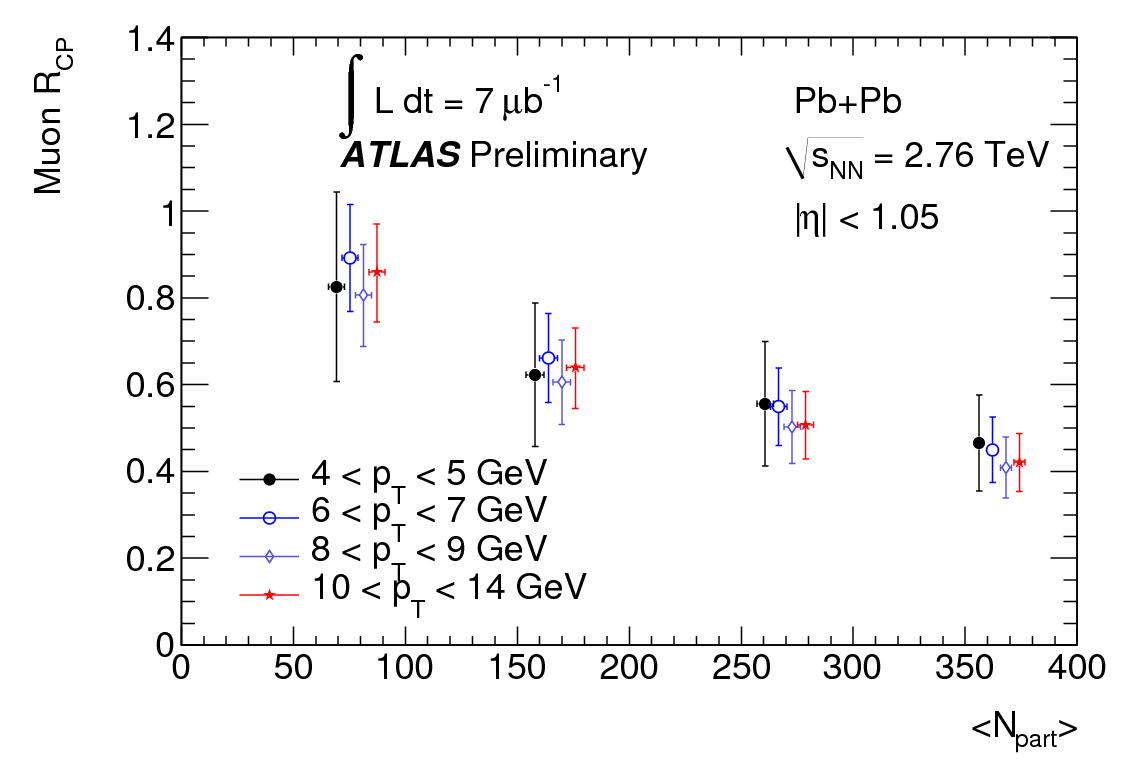 Muon R_CP
1.4
1.2
1
0.8
0.6
0.4
0.2
0
∫ L dt = 7 μb⁻¹
ATLAS Preliminary
Pb+Pb
√s_NN = 2.76 TeV
|η| < 1.05
4 < p_T < 5 GeV
6 < p_T < 7 GeV
8 < p_T < 9 GeV
10 < p_T < 14 GeV
0 50 100 150 200 250 300 350 400
<N_part>